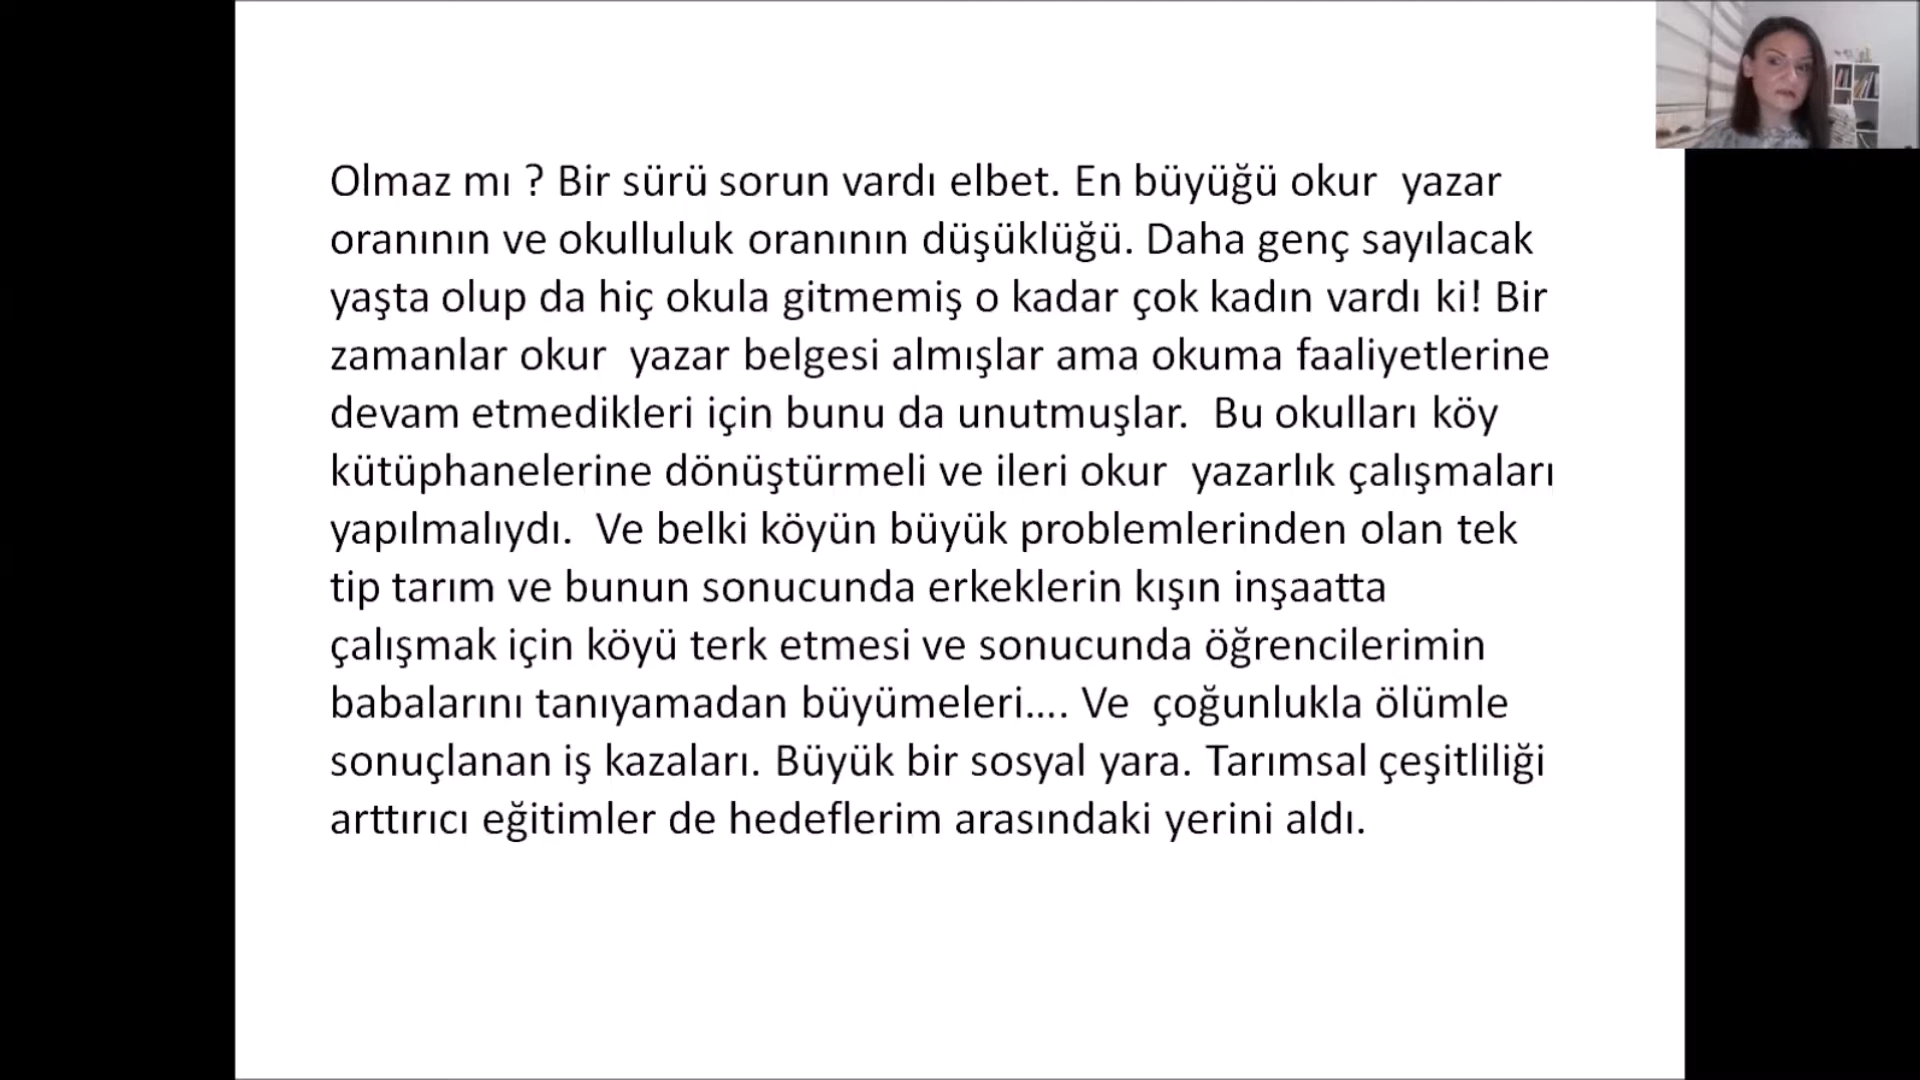 Olmaz mı ? Bir sürü sorun vardı elbet. En büyüğü okur  yazar
oranının ve okulluluk oranının düşüklüğü. Daha genç sayılacak
yaşta olup da hiç okula gitmemiş o kadar çok kadın vardı ki! Bir
zamanlar okur  yazar belgesi almışlar ama okuma faaliyetlerine
devam etmedikleri için bunu da unutmuşlar.  Bu okulları köy
kütüphanelerine dönüştürmeli ve ileri okur  yazarlık çalışmaları
yapılmalıydı.  Ve belki köyün büyük problemlerinden olan tek
tip tarım ve bunun sonucunda erkeklerin kışın inşaatta
çalışmak için köyü terk etmesi ve sonucunda öğrencilerimin
babalarını tanıyamadan büyümeleri.... Ve  çoğunlukla ölümle
sonuçlanan iş kazaları. Büyük bir sosyal yara. Tarımsal çeşitliliği
arttırıcı eğitimler de hedeflerim arasındaki yerini aldı.